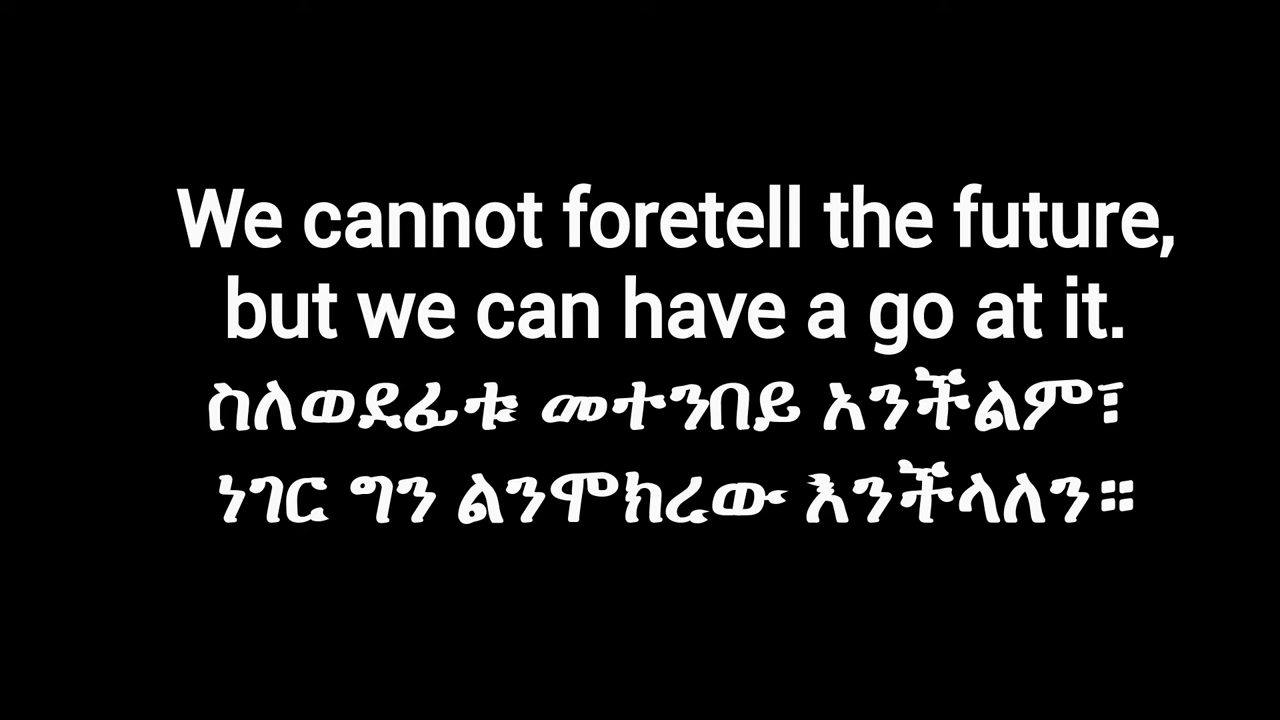 We cannot foretell the future,
but we can have a go at it.
ስለወደፊቱ መተንበይ አንችልም፣
ነገር ግን ልንሞክረው እንችላለን።